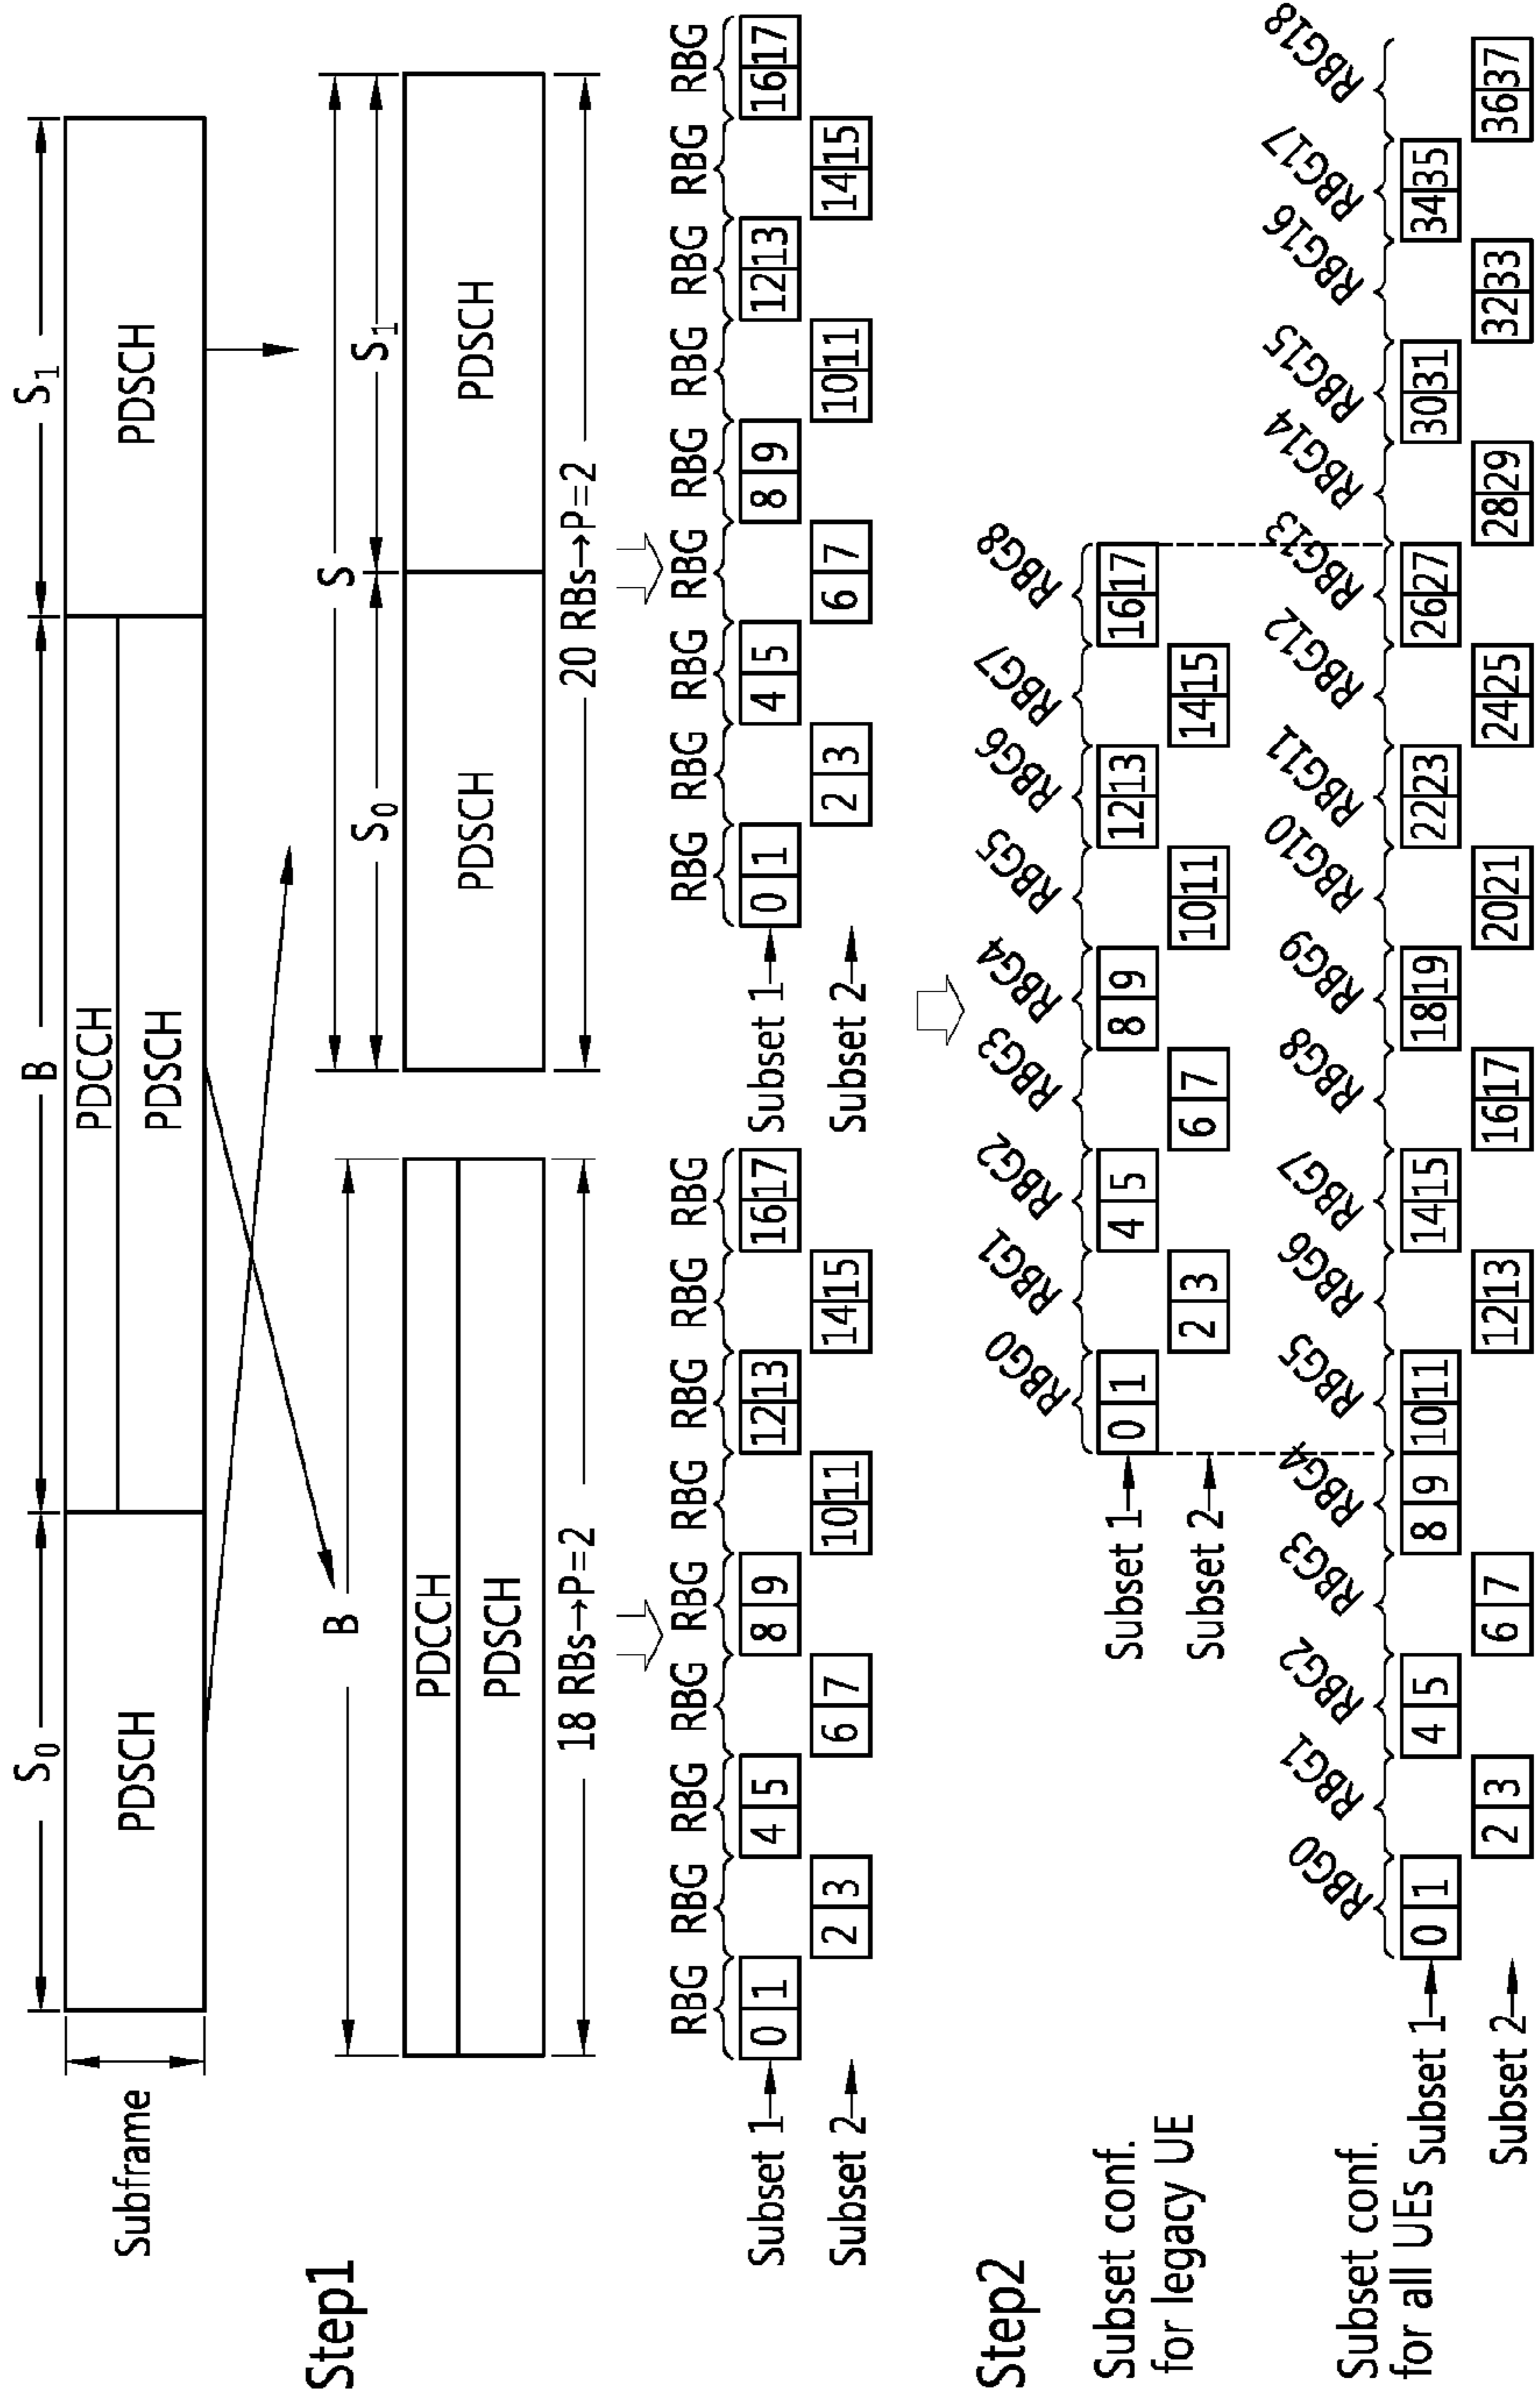 S0 B S1
Subframe
PDSCH PDCCH PDSCH
PDSCH
Step1
B S
S0 S1
PDCCH
PDSCH PDSCH PDSCH
18 RBs→P=2 20 RBs→P=2
RBG RBG RBG RBG RBG RBG RBG RBG RBG RBG RBG RBG RBG RBG RBG RBG RBG RBG
Subset 1 0 1 4 5 8 9 12 13 16 17 Subset 1 0 1 4 5 8 9 12 13 16 17
Subset 2 2 3 6 7 10 11 14 15 Subset 2 2 3 6 7 10 11 14 15
Step2
RBG0 RBG1 RBG2 RBG3 RBG4 RBG5 RBG6 RBG7 RBG8
Subset conf.
for legacy UE
Subset 1 0 1 4 5 8 9 12 13 16 17
Subset 2 2 3 6 7 10 11 14 15
RBG0 RBG1 RBG2 RBG3 RBG4 RBG5 RBG6 RBG7 RBG8 RBG9 RBG10 RBG11 RBG12 RBG13 RBG14 RBG15 RBG16 RBG17 RBG18
Subset conf.
for all UEs
Subset 1 0 1 4 5 8 9 10 11 14 15 18 19 22 23 26 27 30 31 34 35
Subset 2 2 3 6 7 12 13 16 17 20 21 24 25 28 29 32 33 36 37